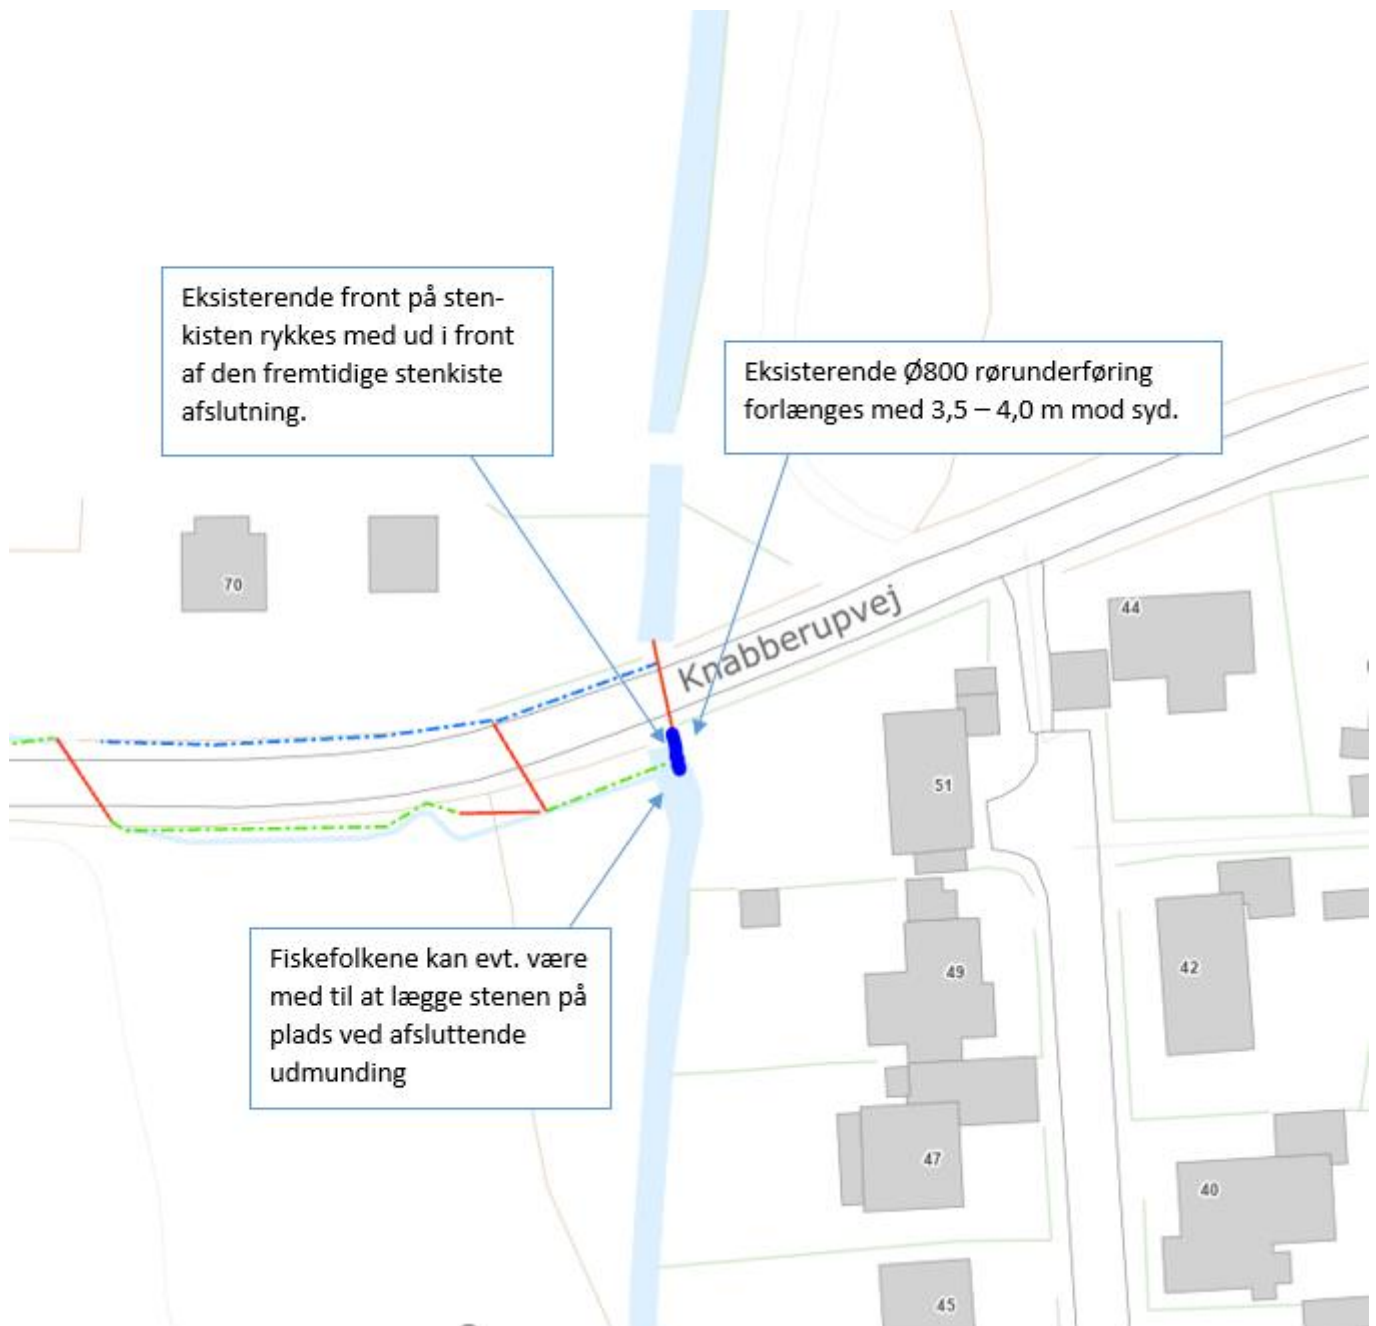 Eksisterende front på sten-
kisten rykkes med ud i front
af den fremtidige stenkiste
afslutning.
Eksisterende Ø800 rørunderføring
forlænges med 3,5 – 4,0 m mod syd.
70
44
Knabberupvej
51
Fiskefolkene kan evt. være
med til at lægge stenen på
plads ved afsluttende
udmunding
49
42
47
40
45